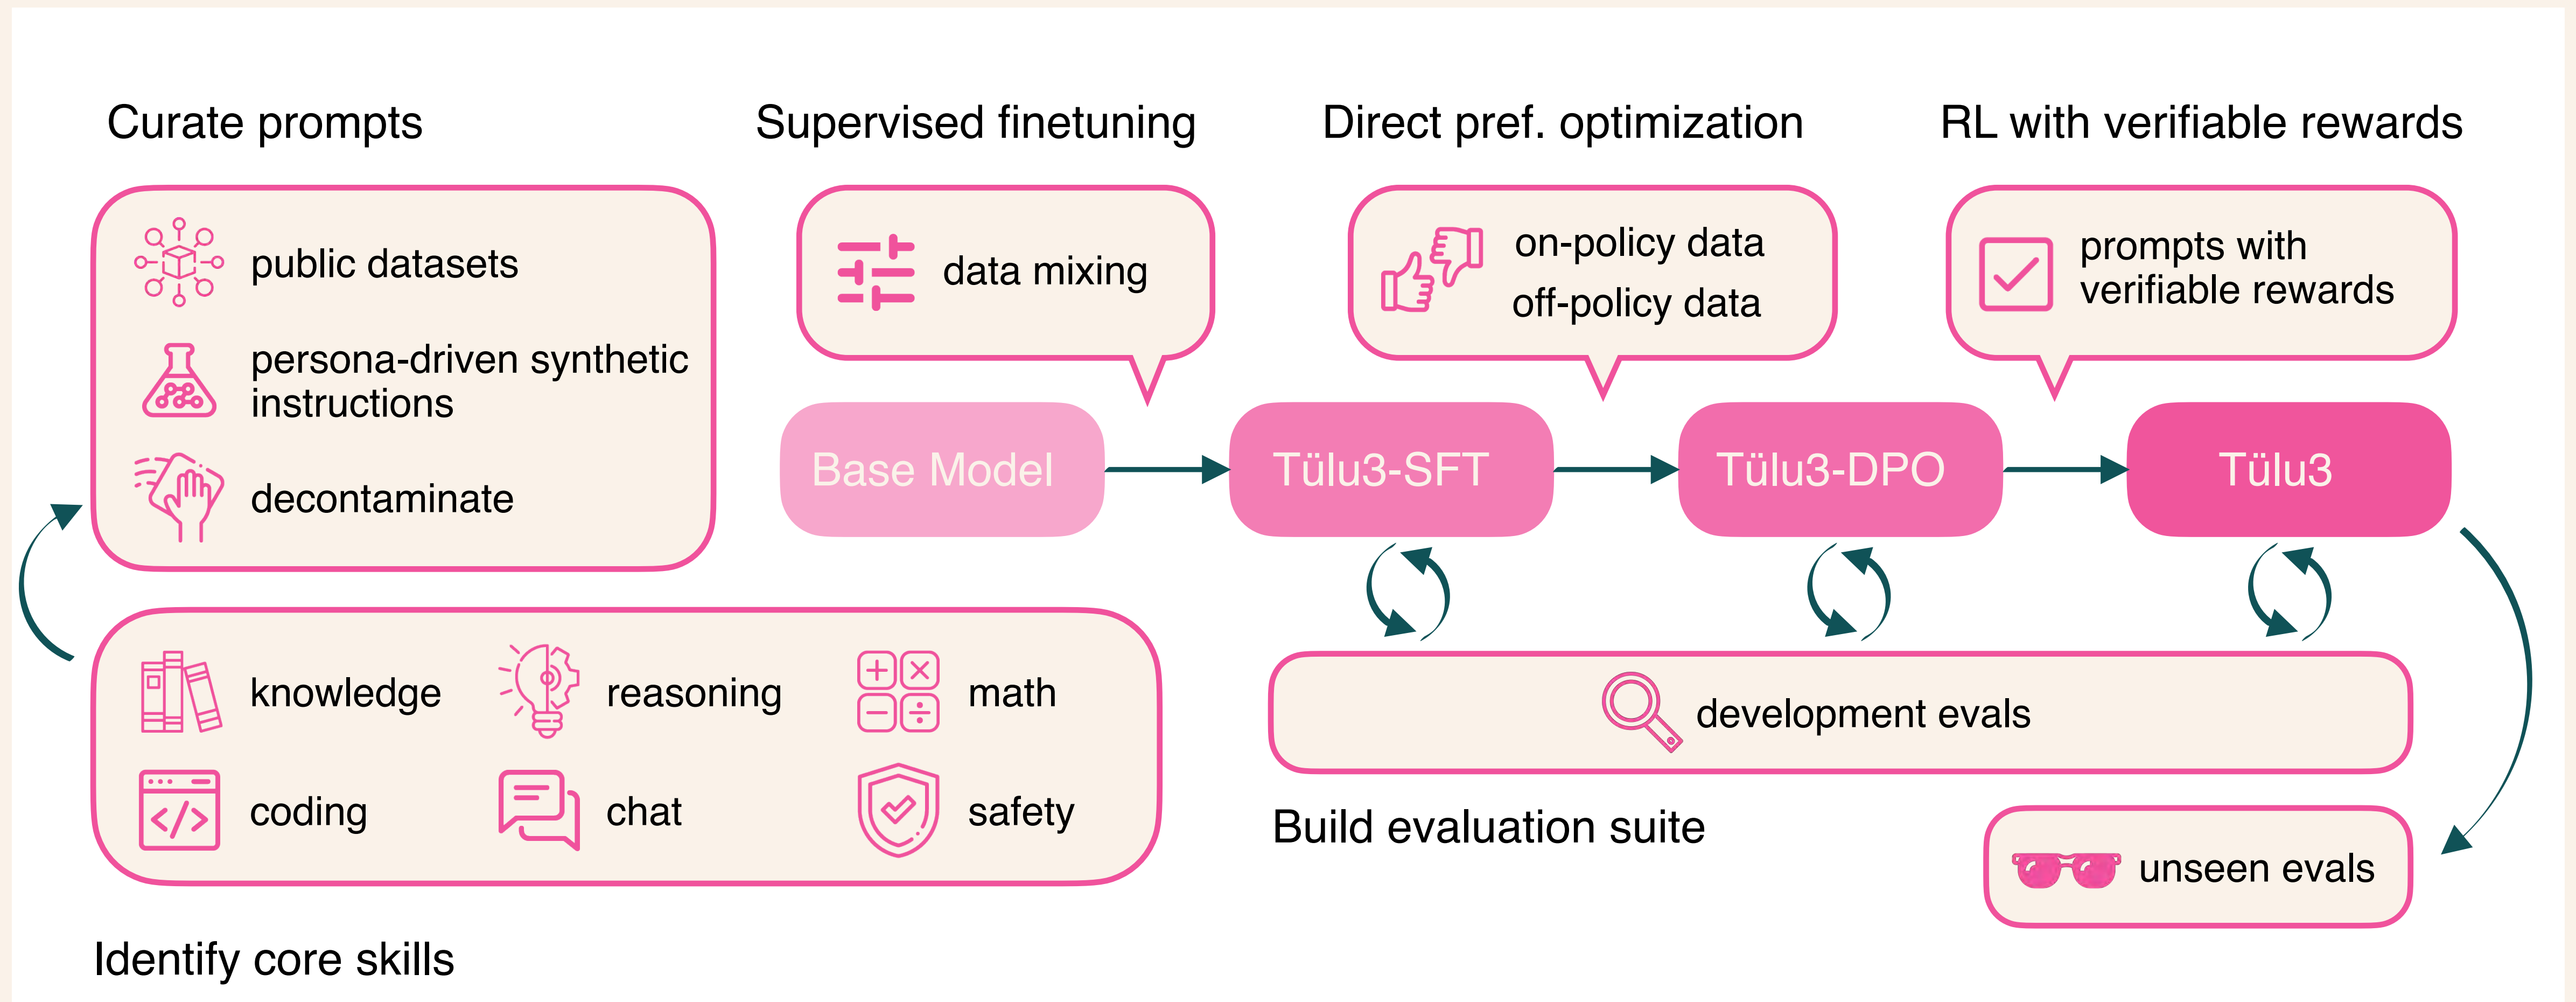 Curate prompts
public datasets
persona-driven synthetic
instructions
decontaminate
knowledge
reasoning
math
coding
chat
safety
Identify core skills
Supervised finetuning
data mixing
Direct pref. optimization
on-policy data
off-policy data
RL with verifiable rewards
prompts with
verifiable rewards
Base Model
Tülu3-SFT
Tülu3-DPO
Tülu3
development evals
Build evaluation suite
unseen evals